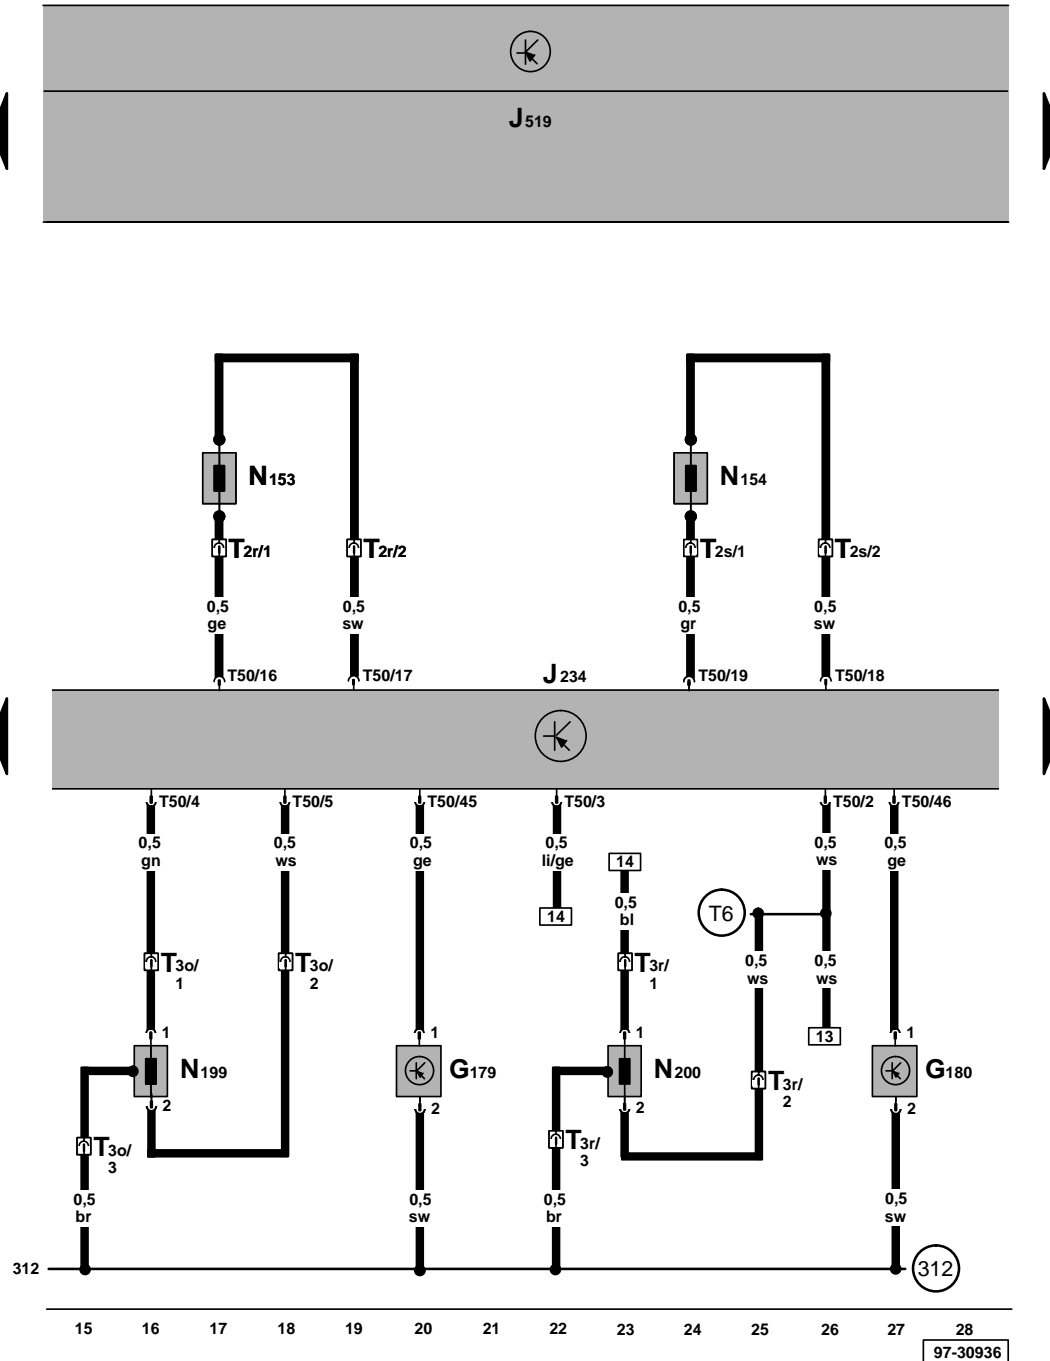 J519
N153
N154
T2r/1
T2r/2
T2s/1
T2s/2
0,5 0,5 0,5 0,5
ge sw gr sw
T50/16 T50/17 J234 T50/19 T50/18
T50/4 T50/5 T50/45 T50/3 T50/2 T50/46
0,5 0,5 0,5 0,5 0,5 0,5
gn ws ge li/ge ws ge
14
0,5
bl
14
T6
T3o/
1
T3o/
2
T3r/
1
0,5 0,5
ws ws
1 1 1 1
13
N199 G179 N200 G180
T3r/
2
2 2 2 2
T3o/
3
T3r/
3
0,5 0,5 0,5 0,5
br sw br sw
312
312
15 16 17 18 19 20 21 22 23 24 25 26 27 28
97-30936